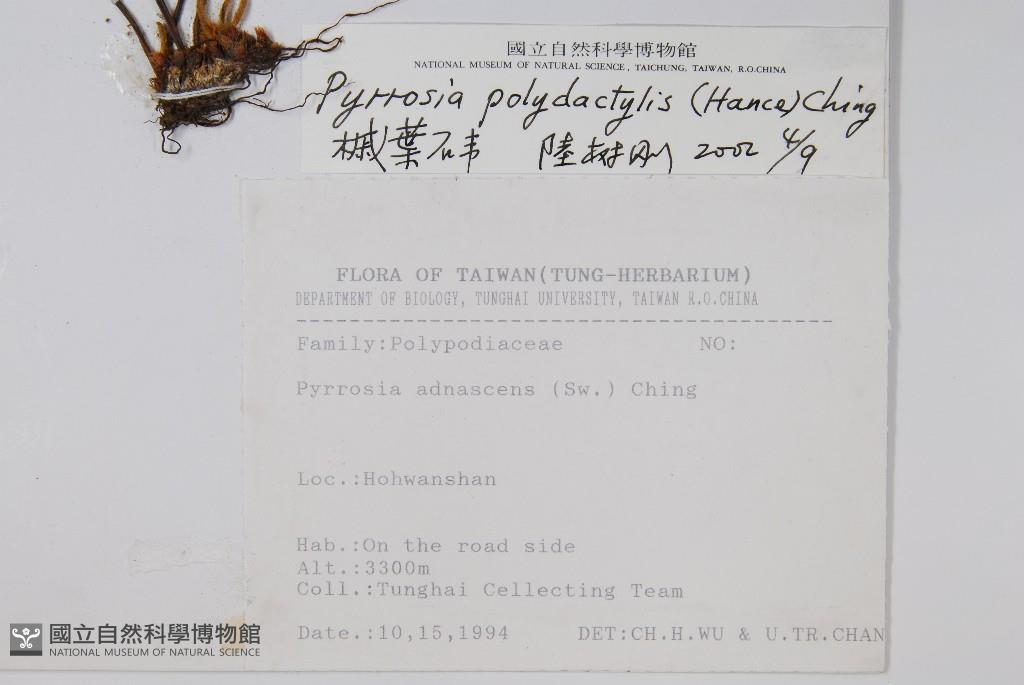 國立自然科學博物館
NATIONAL MUSEUM OF NATURAL SCIENCE, TAICHUNG, TAIWAN, R.O.CHINA
Pyrrosia polydactylis (Hance) Ching
槭葉石韋 陸樹刚 2002 4/9
FLORA OF TAIWAN(TUNG-HERBARIUM)
DEPARTMENT OF BIOLOGY, TUNGHAI UNIVERSITY, TAIWAN R.O.CHINA
Family:Polypodiaceae NO:
Pyrrosia adnascens (Sw.) Ching
Loc.:Hohwanshan
Hab.:On the road side
Alt.:3300m
Coll.:Tunghai Cellecting Team
Date.:10,15,1994 DET:CH.H.WU & U.TR.CHAN
國立自然科學博物館
NATIONAL MUSEUM OF NATURAL SCIENCE